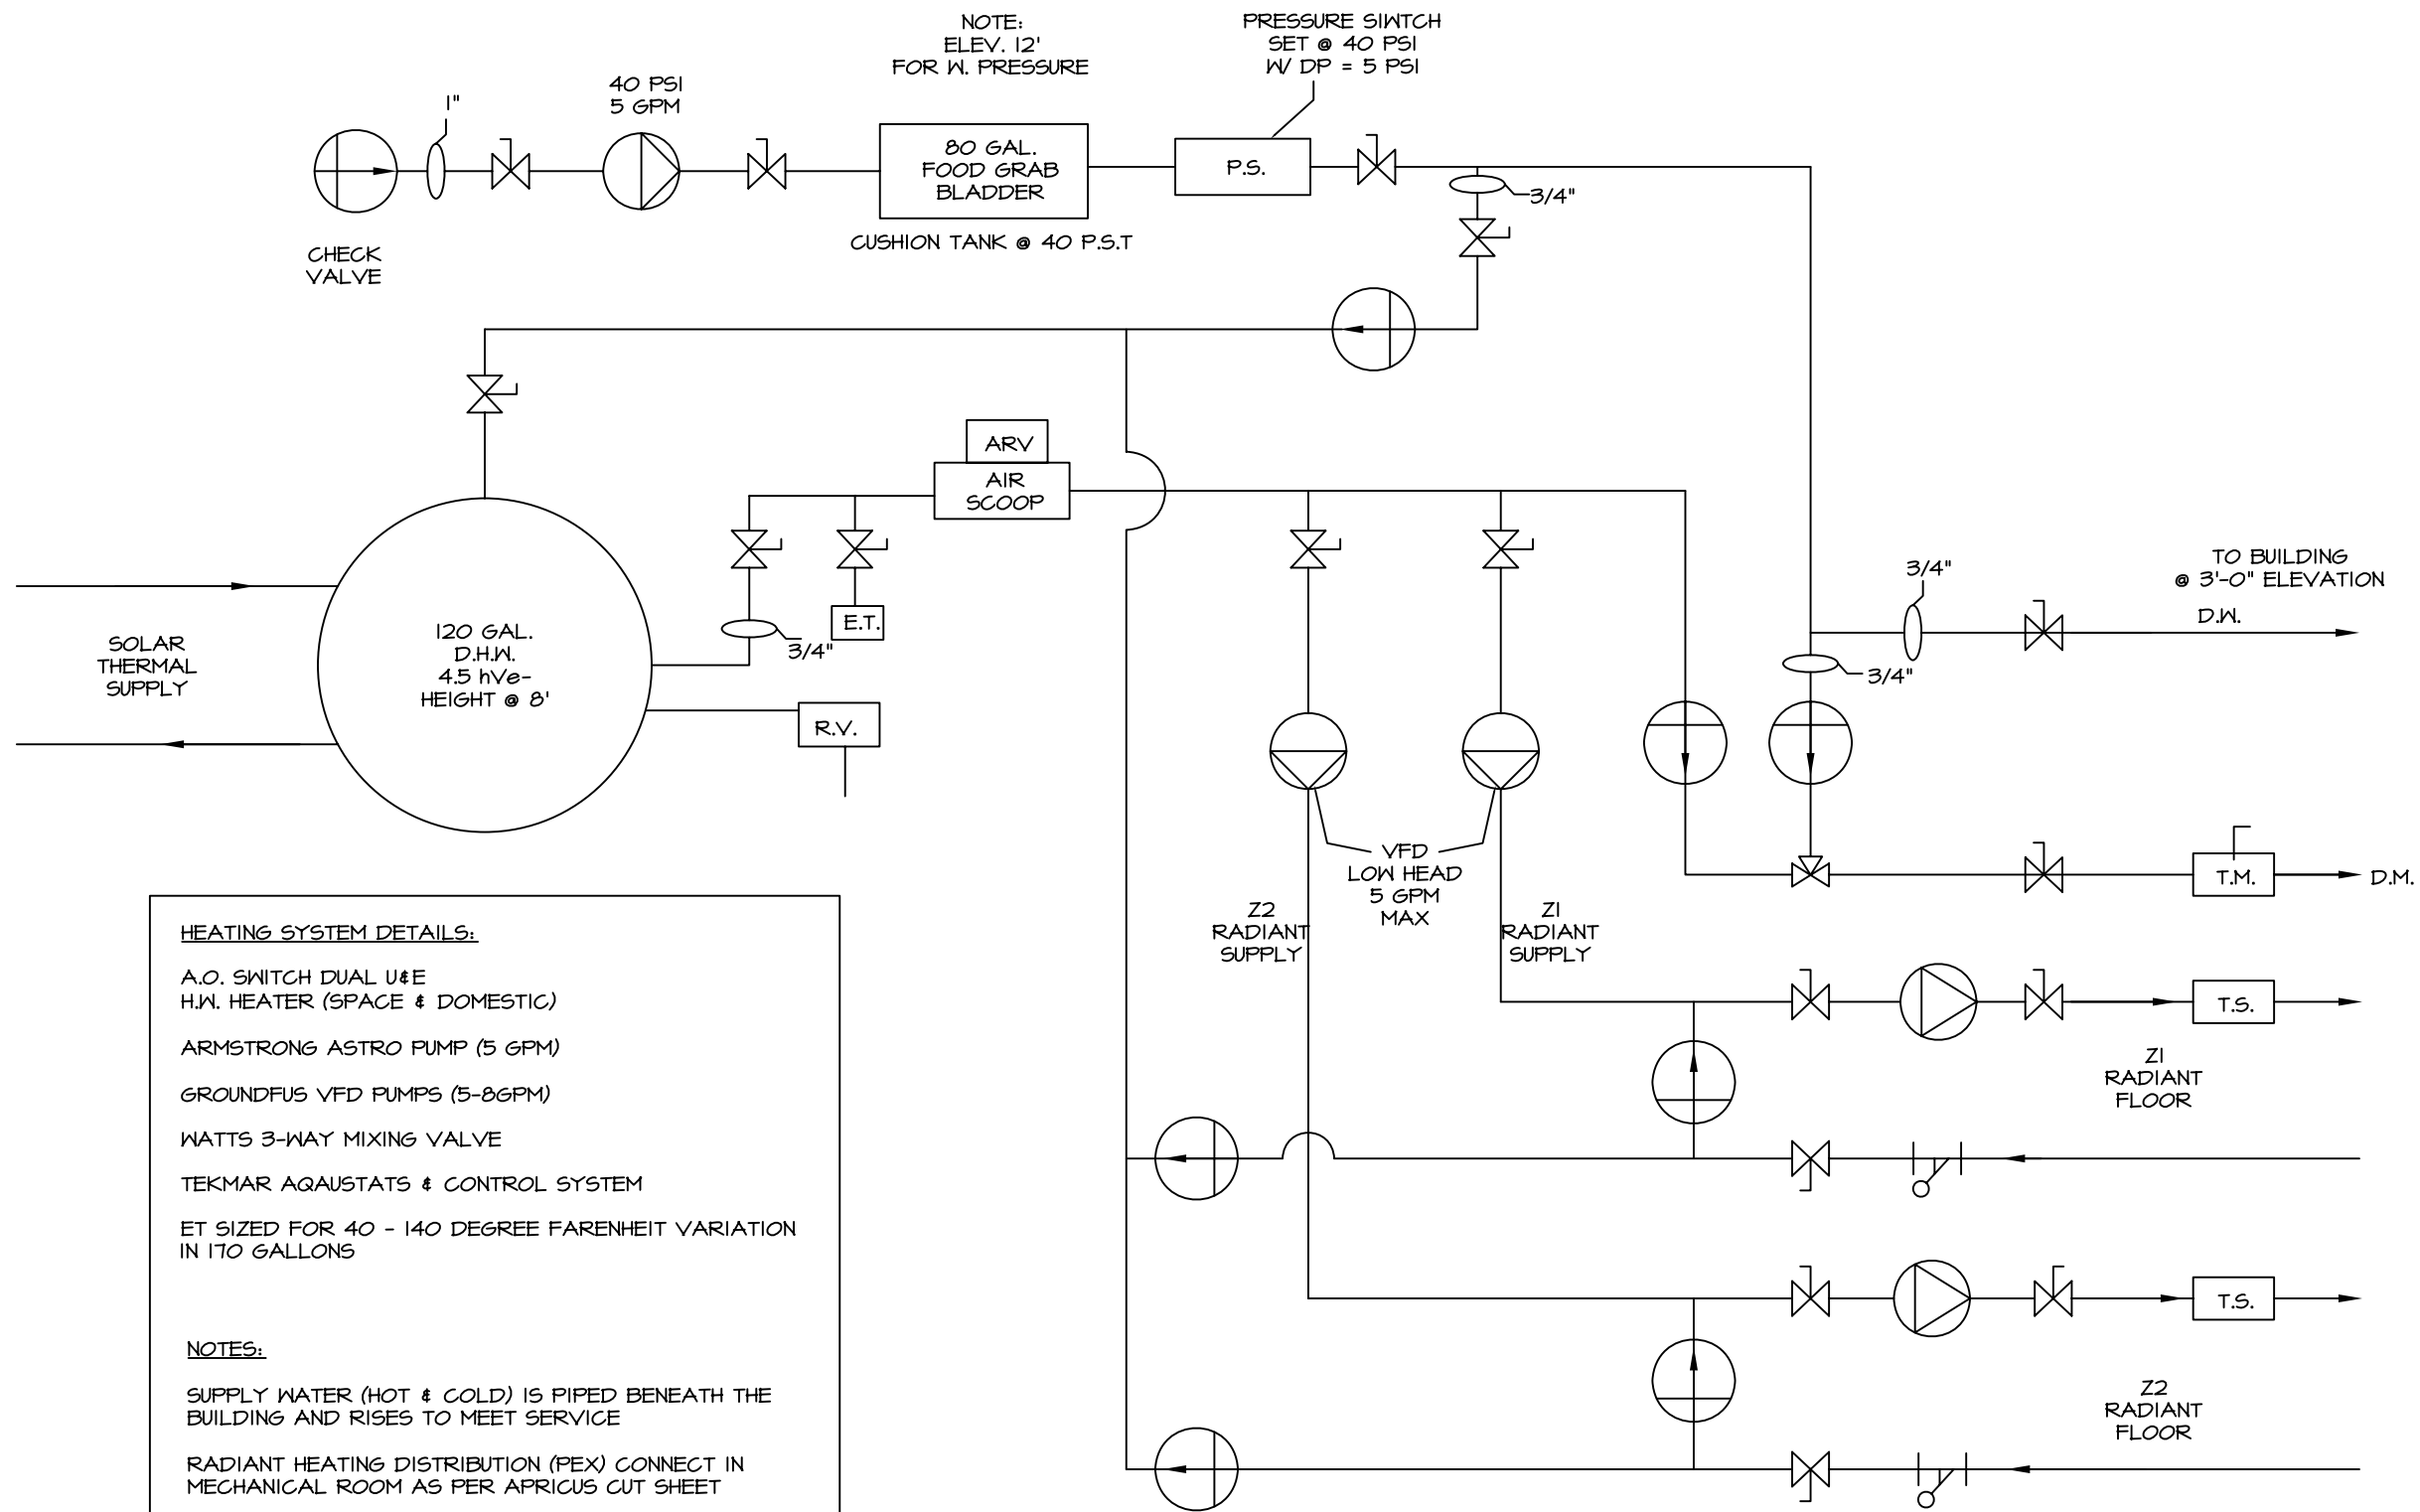 NOTE:
ELEV. 12'
FOR W. PRESSURE
PRESSURE SIWTCH
SET @ 40 PSI
W/ DP = 5 PSI
1"
40 PSI
5 GPM
80 GAL.
FOOD GRAB
BLADDER
P.S.
3/4"
CUSHION TANK @ 40 P.S.T
CHECK
VALVE
ARV
AIR
SCOOP
E.T.
3/4"
SOLAR
THERMAL
SUPPLY
120 GAL.
D.H.W.
4.5 hVe-
HEIGHT @ 8'
R.V.
3/4"
TO BUILDING
@ 3'-0" ELEVATION
D.W.
3/4"
VFD
LOW HEAD
5 GPM
MAX
Z2
RADIANT
SUPPLY
Z1
RADIANT
SUPPLY
T.M.
D.M.
T.S.
Z1
RADIANT
FLOOR
T.S.
Z2
RADIANT
FLOOR
HEATING SYSTEM DETAILS:
A.O. SWITCH DUAL U&E
H.W. HEATER (SPACE & DOMESTIC)
ARMSTRONG ASTRO PUMP (5 GPM)
GROUNDFUS VFD PUMPS (5-8GPM)
WATTS 3-WAY MIXING VALVE
TEKMAR AQAUSTATS & CONTROL SYSTEM
ET SIZED FOR 40 - 140 DEGREE FARENHEIT VARIATION
IN 170 GALLONS
NOTES:
SUPPLY WATER (HOT & COLD) IS PIPED BENEATH THE
BUILDING AND RISES TO MEET SERVICE
RADIANT HEATING DISTRIBUTION (PEX) CONNECT IN
MECHANICAL ROOM AS PER APRICUS CUT SHEET